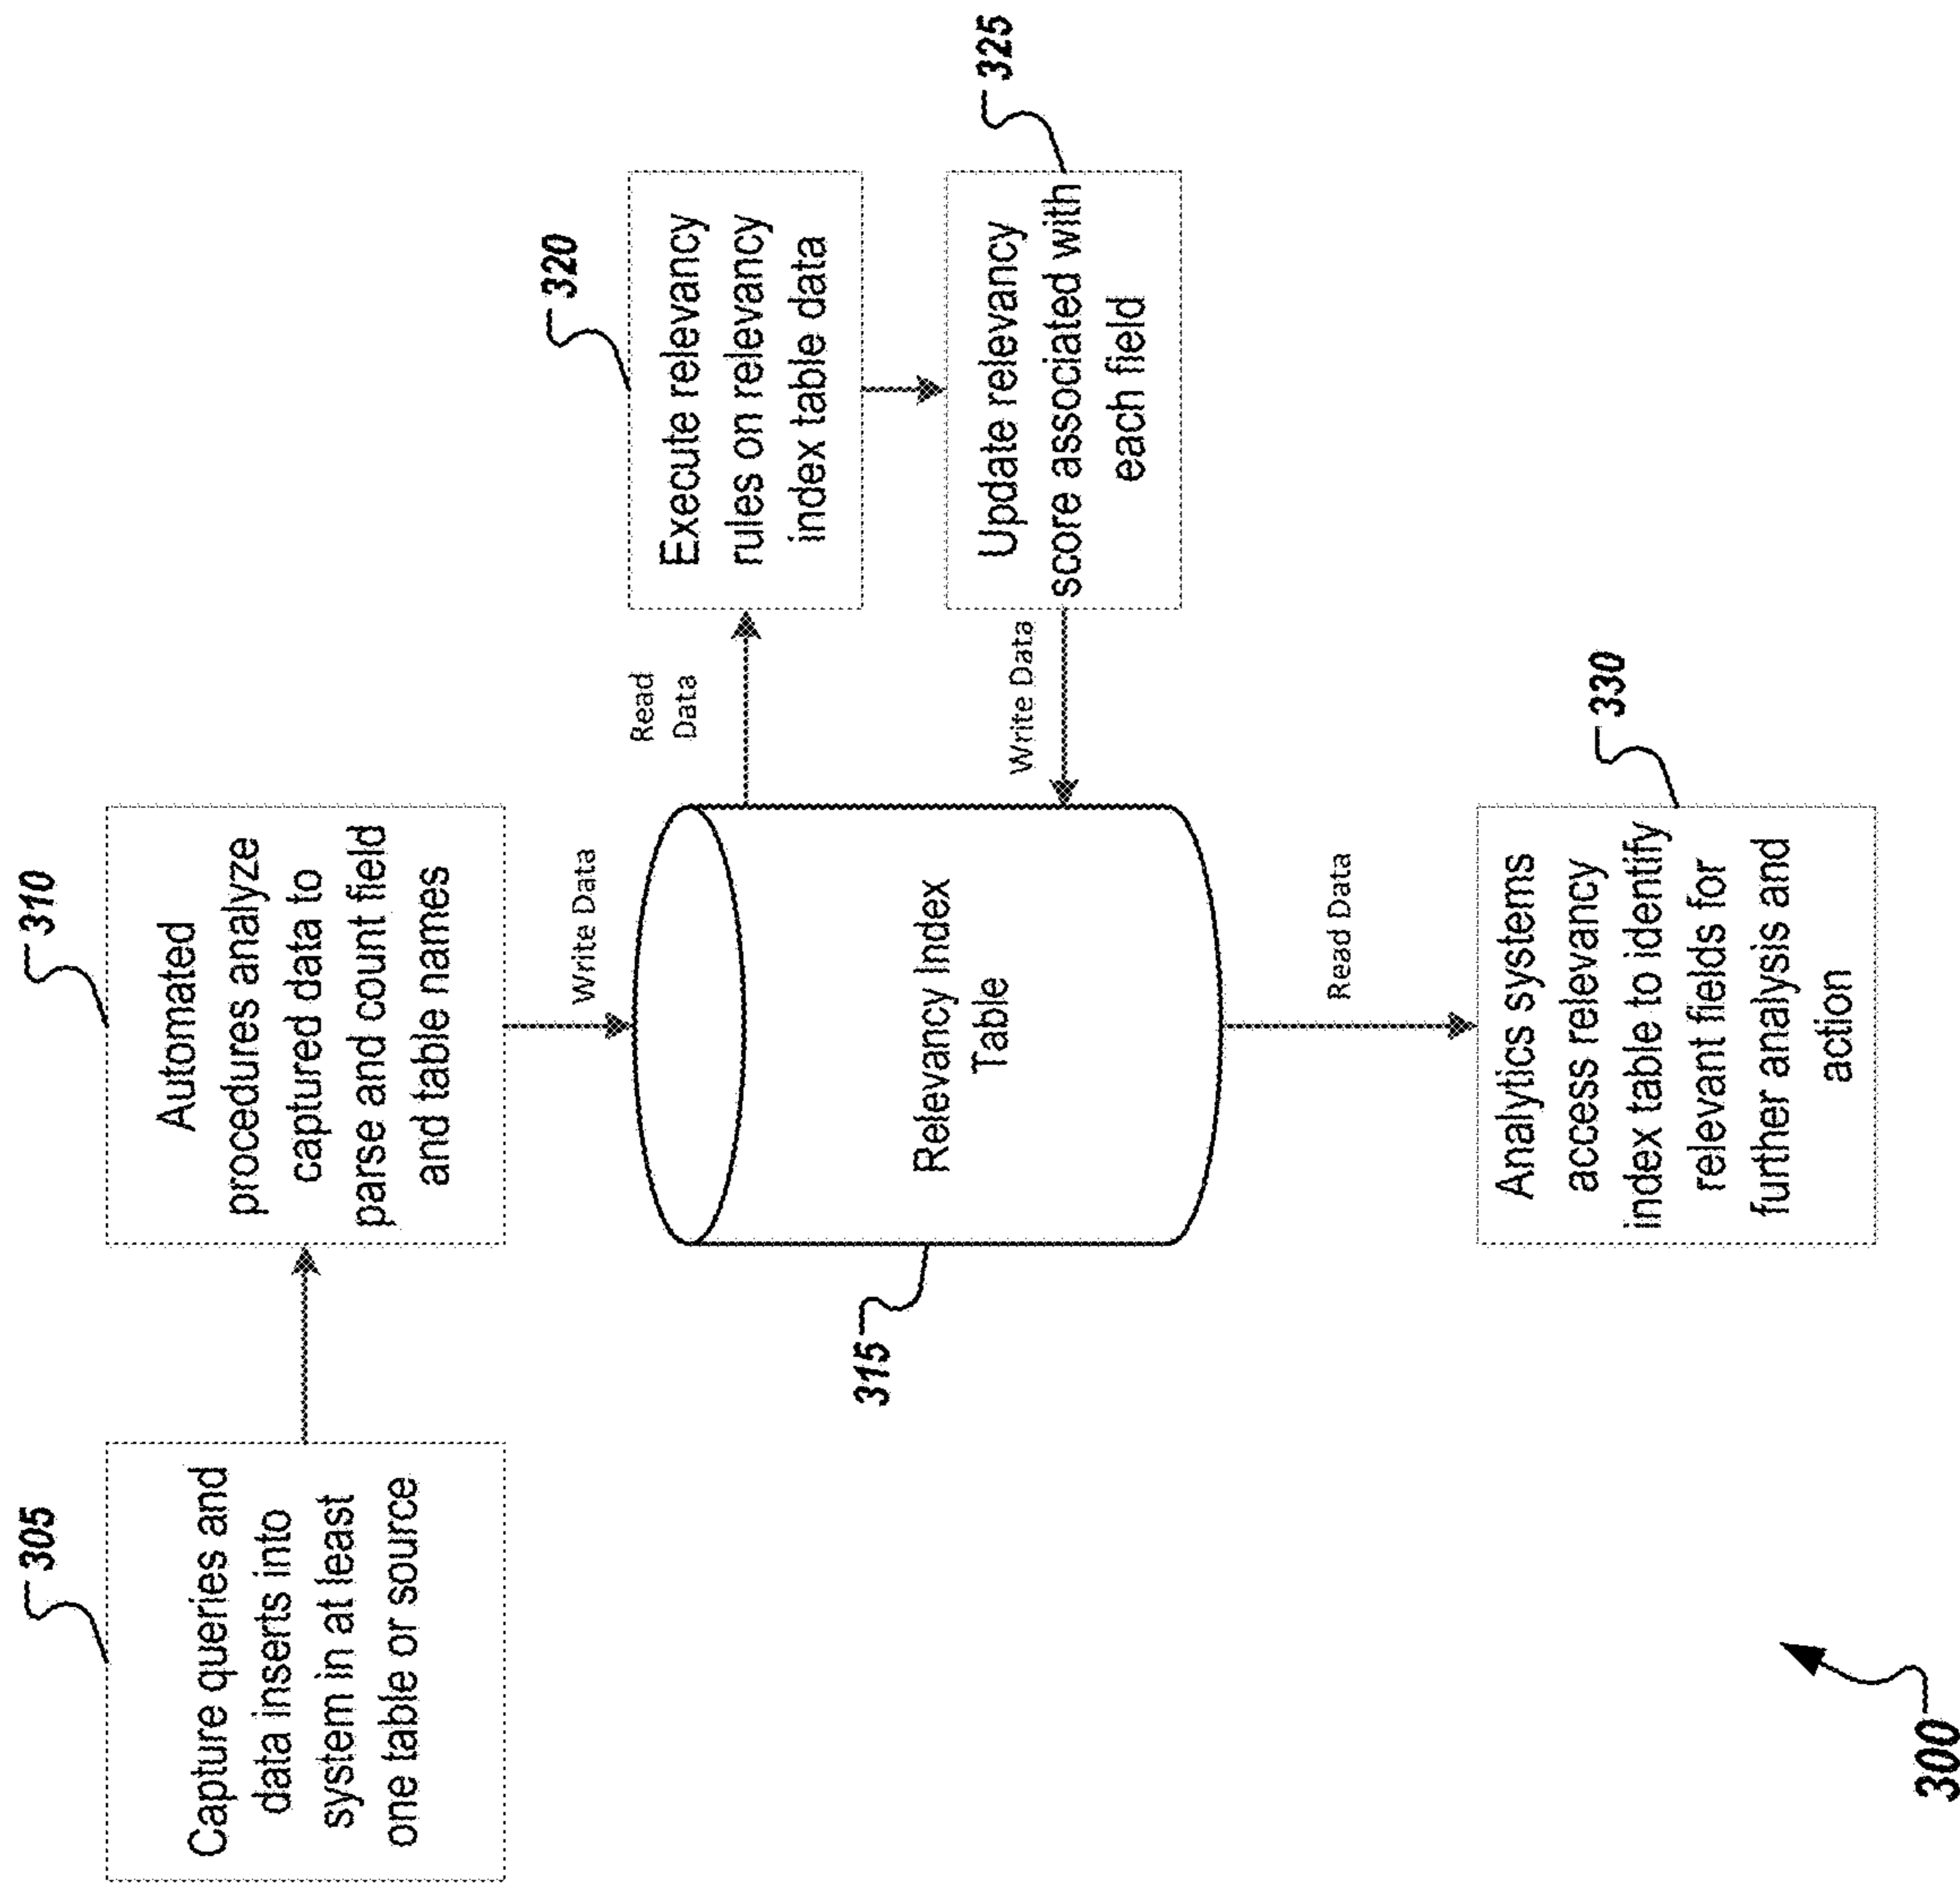 305
Capture queries and
data inserts into
system in at least
one table or source
310
Automated
procedures analyze
captured data to
parse and count field
and table names
Write Data
315
Relevancy Index
Table
Read
Data
320
Execute relevancy
rules on relevancy
index table data
325
Update relevancy
score associated with
each field
Write Data
Read Data
330
Analytics systems
access relevancy
index table to identify
relevant fields for
further analysis and
action
300